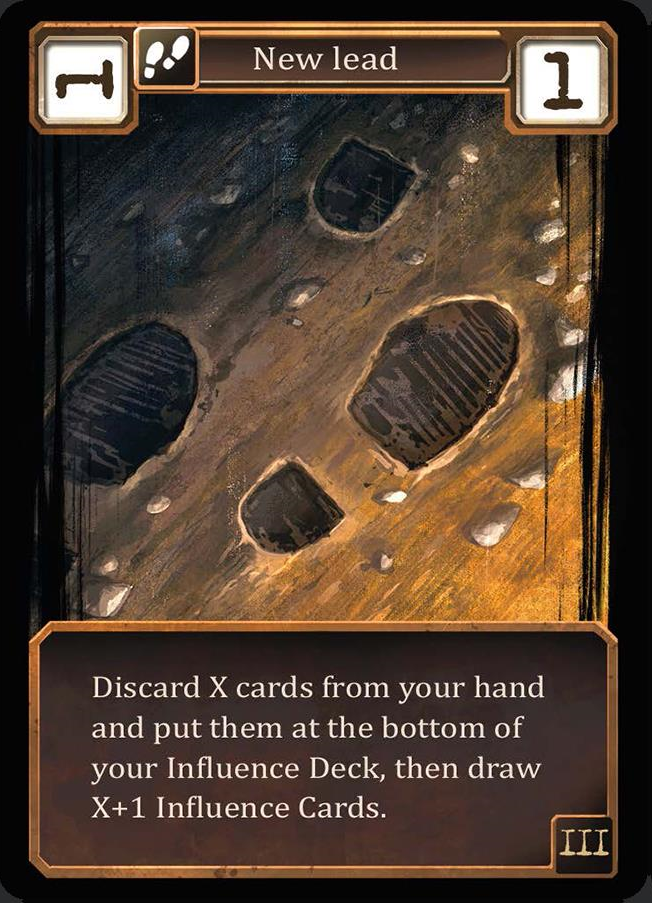 1
New lead
1
Discard X cards from your hand
and put them at the bottom of
your Influence Deck, then draw
X+1 Influence Cards.
III